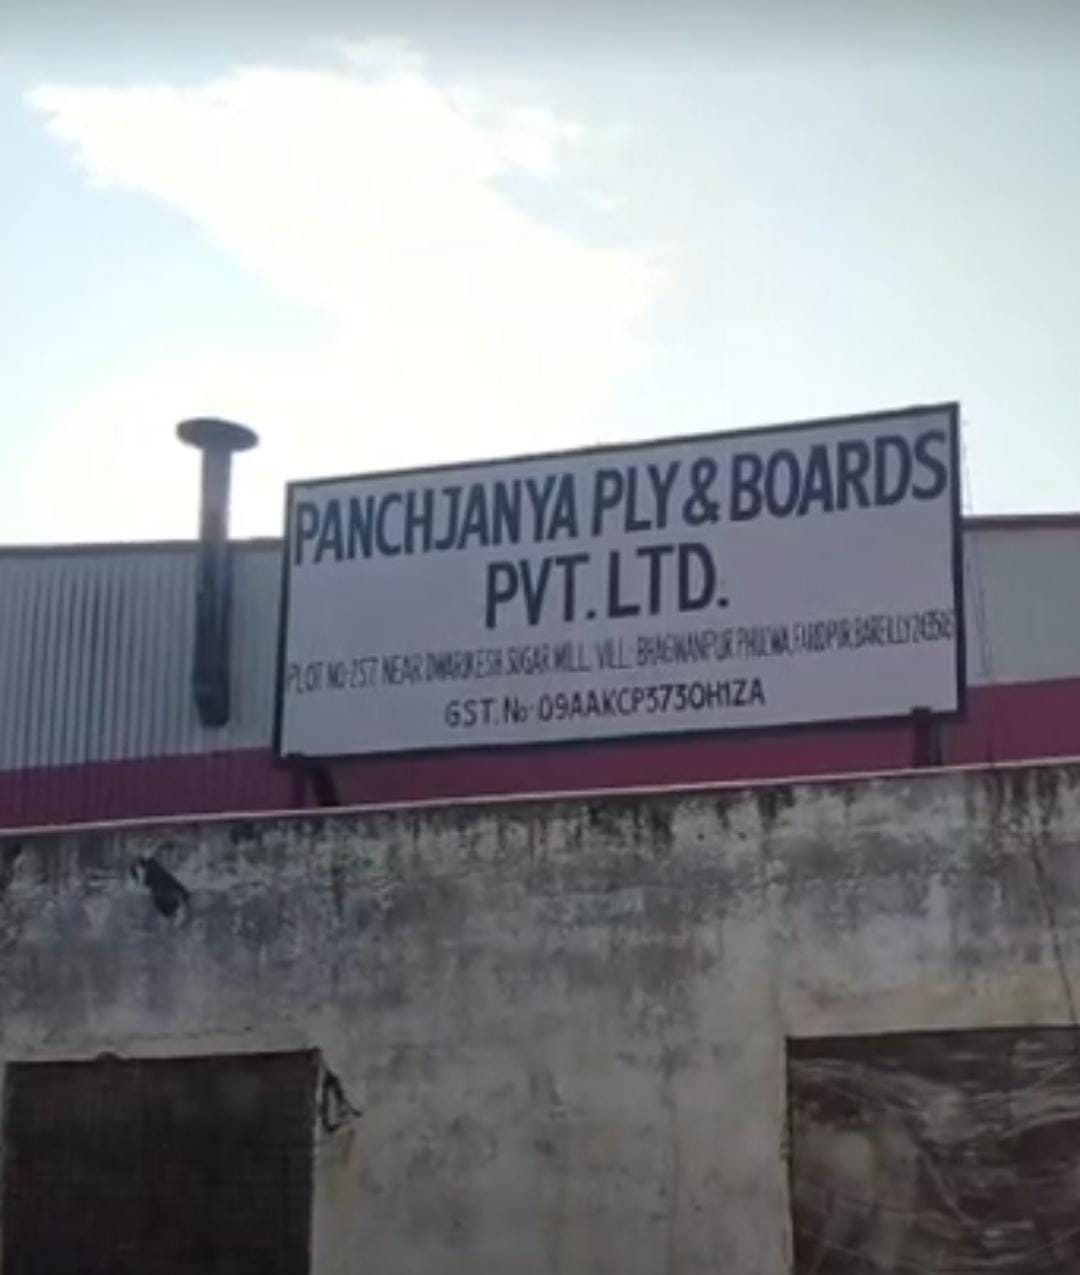 PANCHJANYA PLY & BOARDS
PVT. LTD.
PLOT NO-257, NEAR DWARIKESH SUGAR MILL, VILL:- BHAGWANPUR PHULWA, FARIDPUR, BAREILLY
GST. No-09AAKCP3730H1ZA